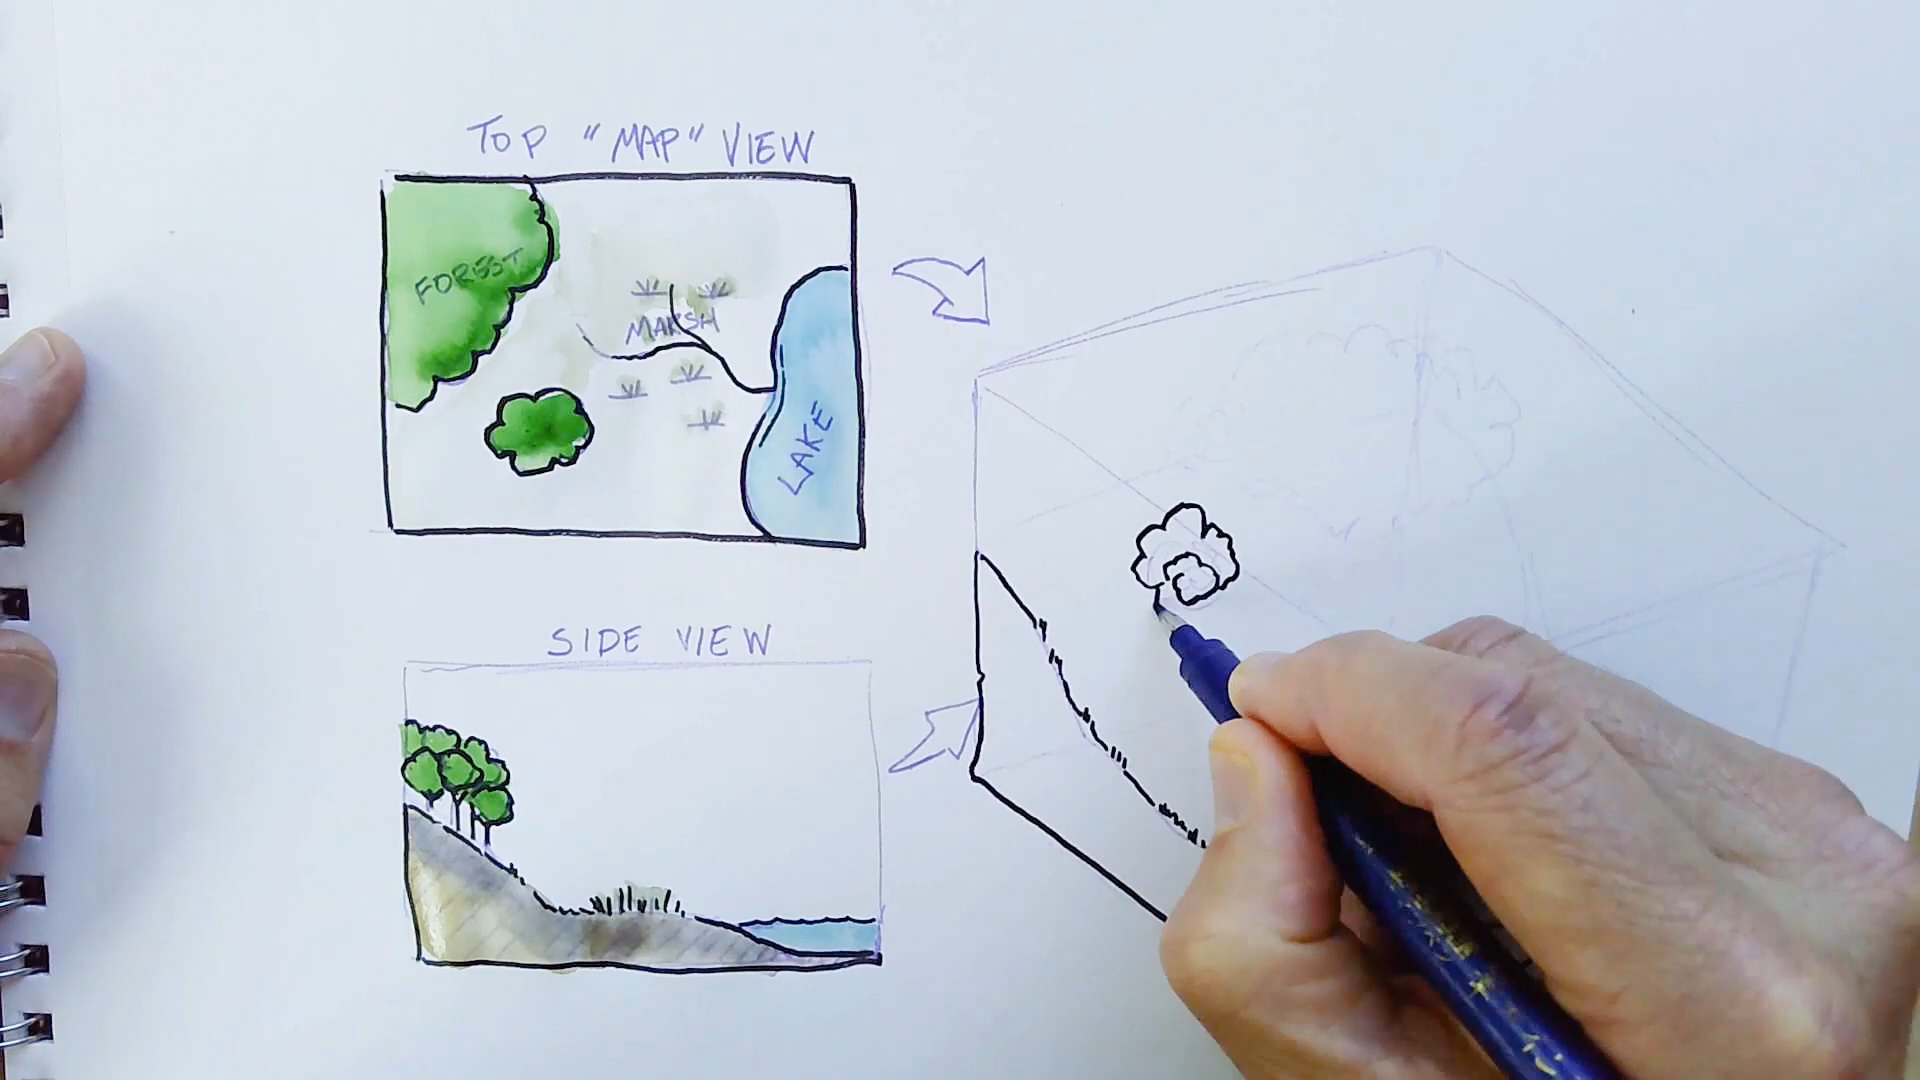 TOP "MAP" VIEW
FOREST
MARSH
LAKE
SIDE VIEW